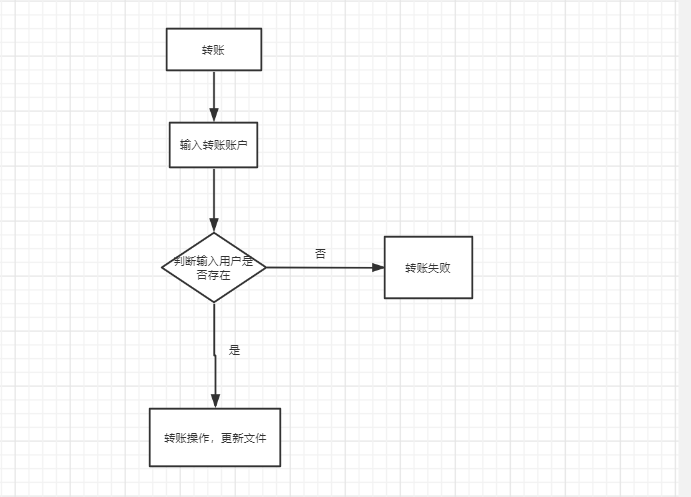 转账
输入转账账户
判断输入用户是
否存在
否
转账失败
是
转账操作，更新文件